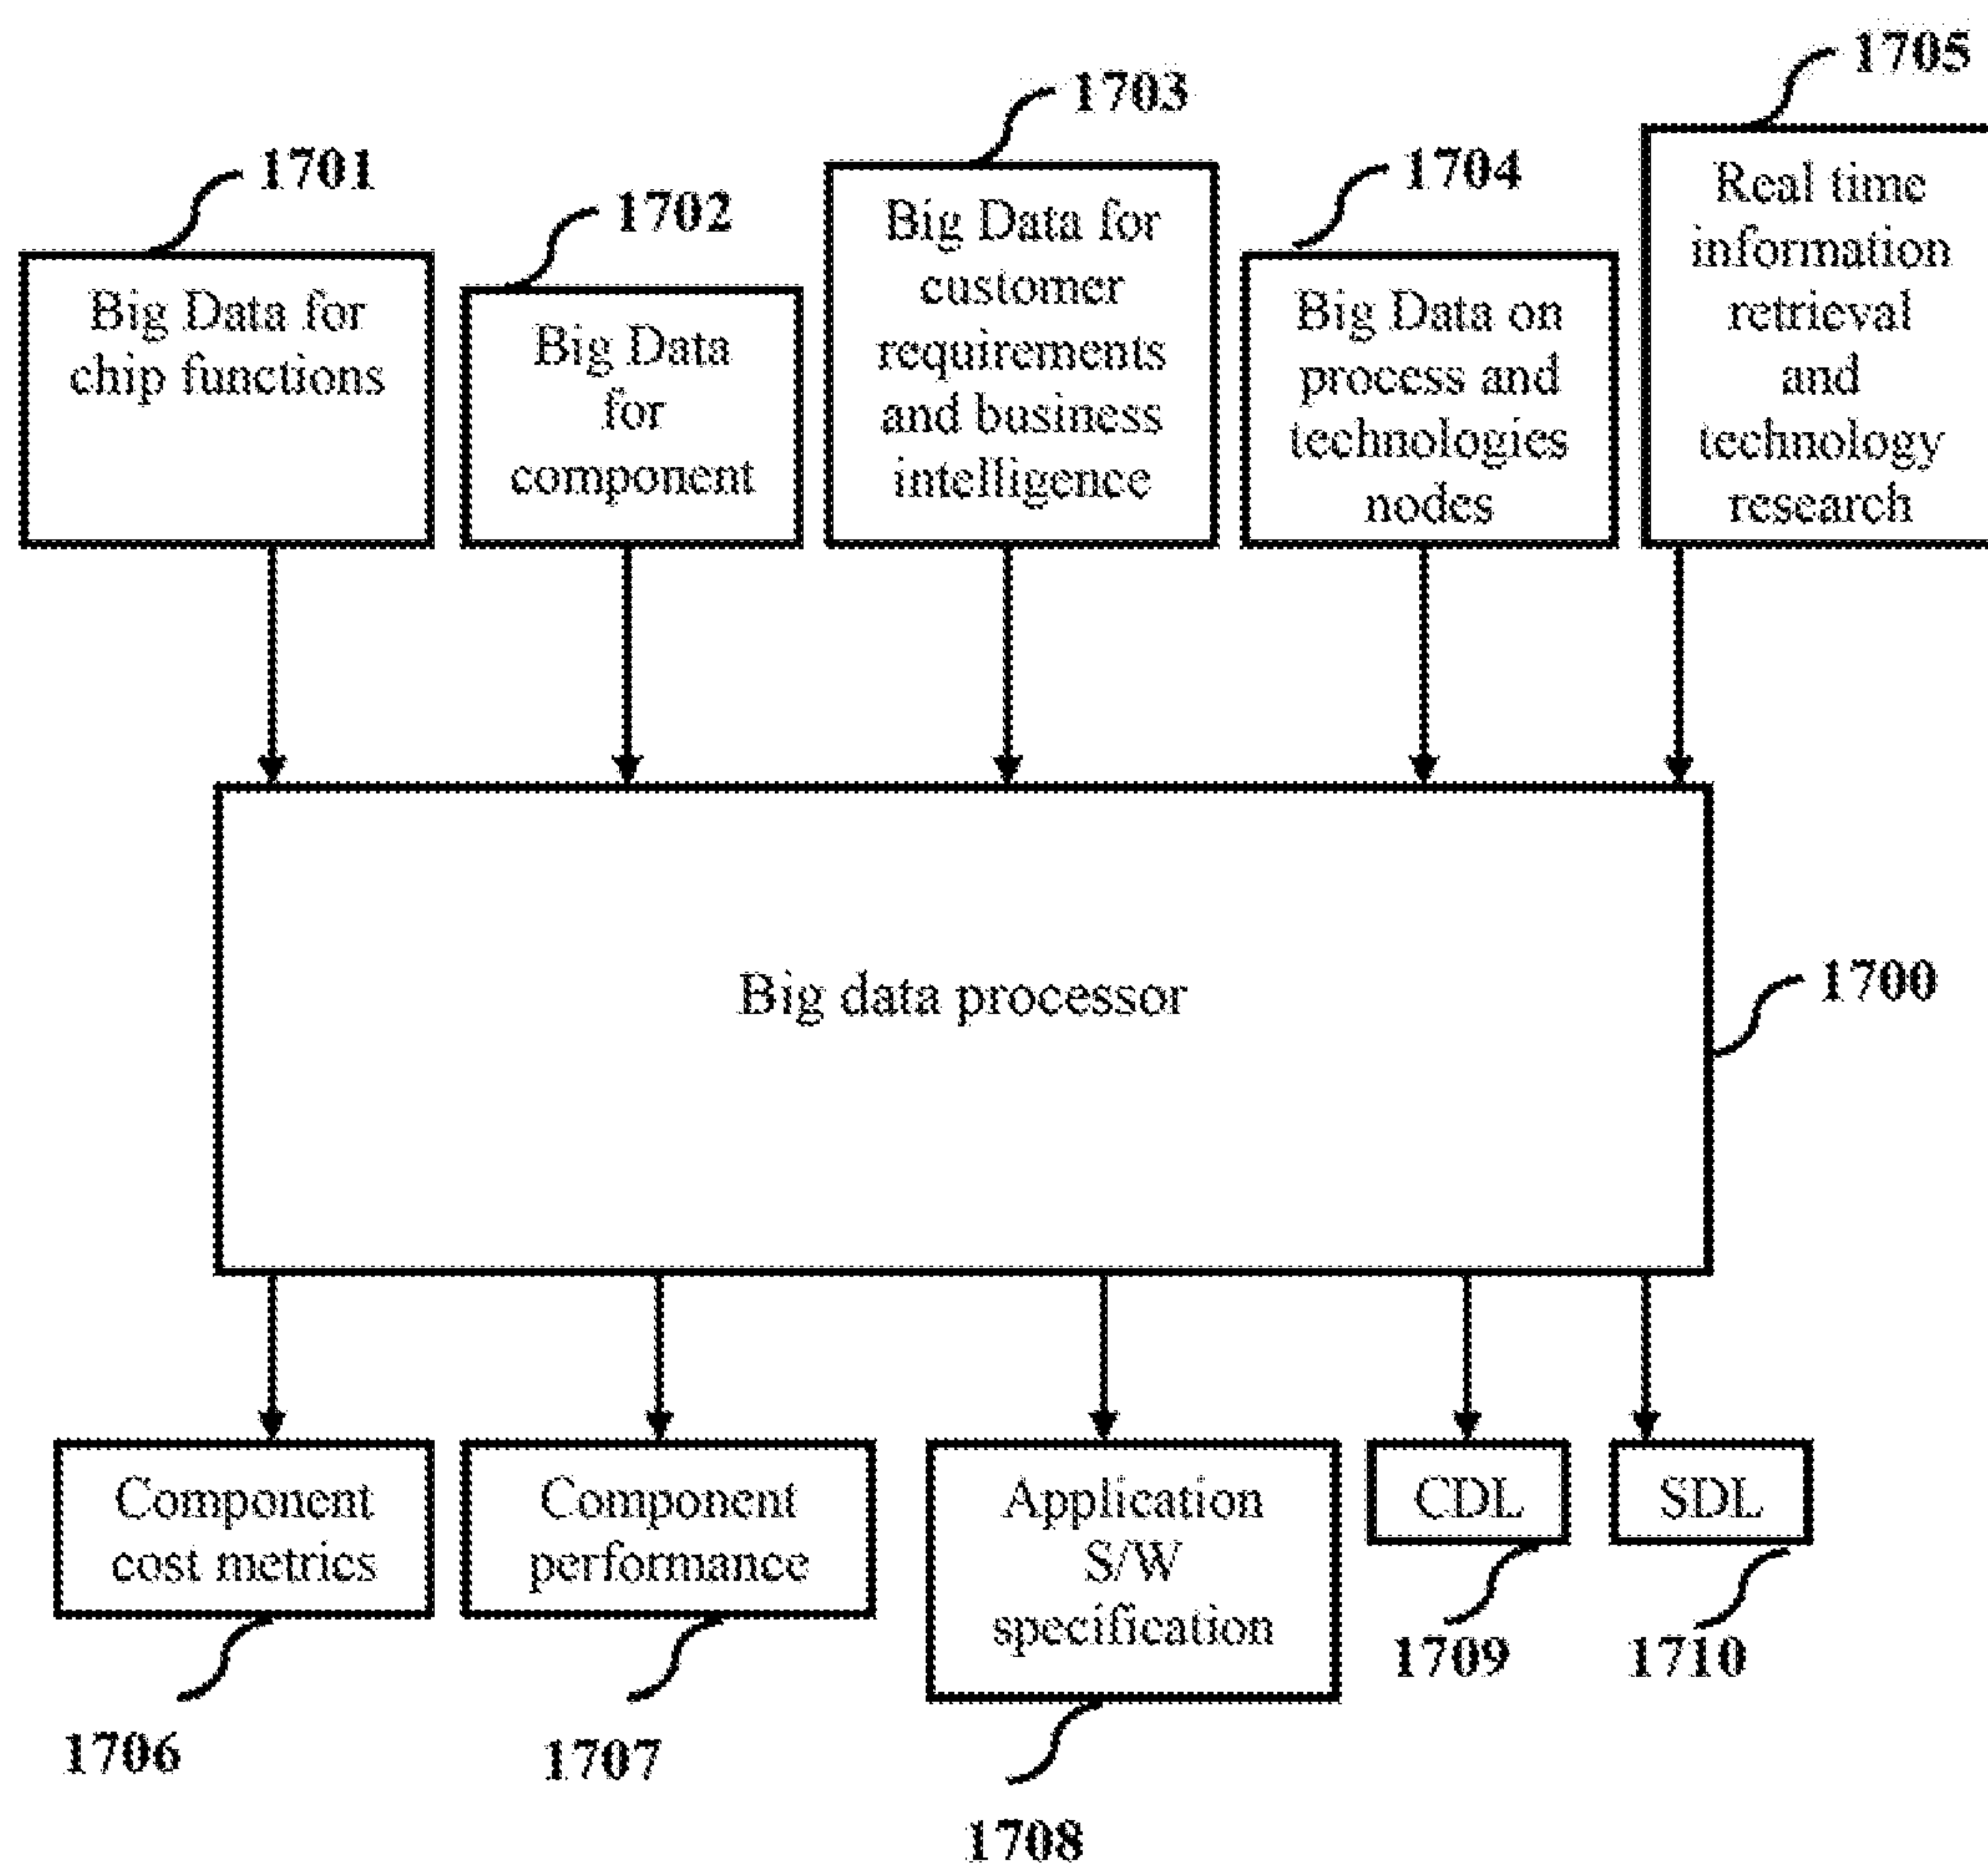 1701
Big Data for
chip functions
1702
Big Data
for
component
1703
Big Data for
customer
requirements
and business
intelligence
1704
Big Data on
process and
technologies
nodes
1705
Real time
information
retrieval
and
technology
research
Big data processor
1700
Component
cost metrics
1706
Component
performance
1707
Application
S/W
specification
1708
CDL
1709
SDL
1710